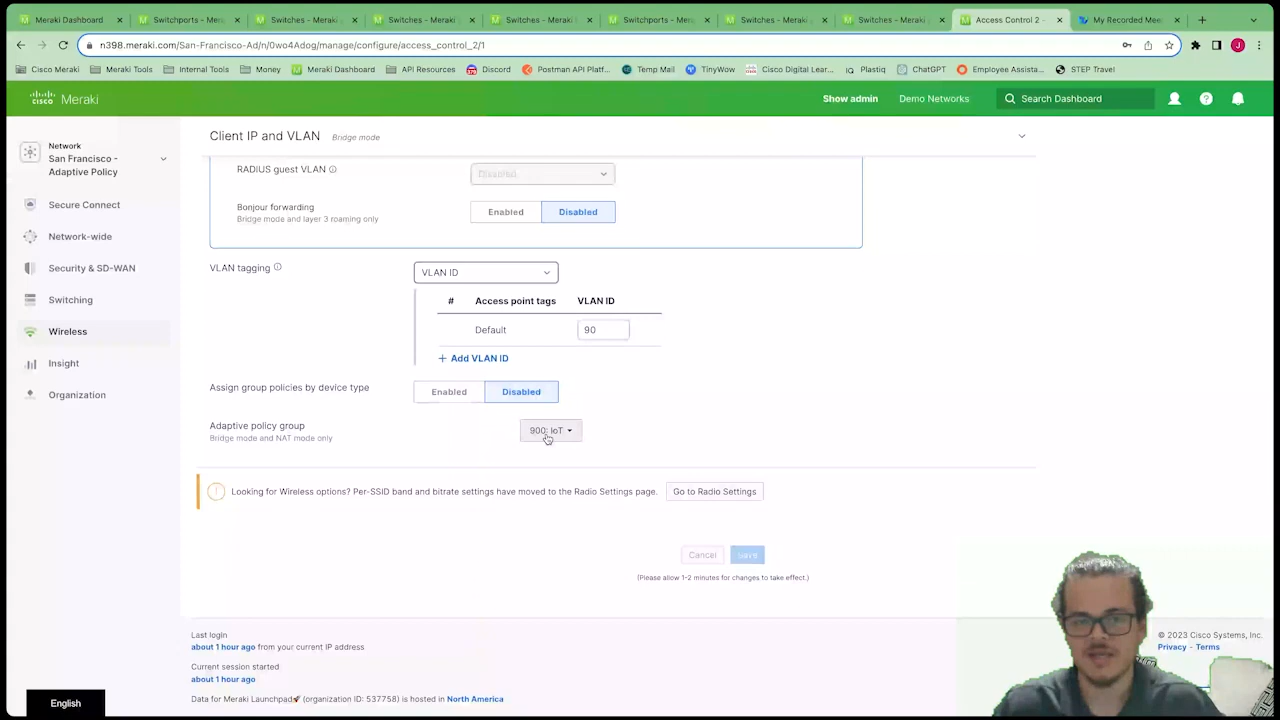 Meraki Dashboard
Switchports - Mera
Switches - Meraki
Switches - Meraki
Switches - Meraki
Switchports - Mera
Switches - Meraki
Switches - Meraki
Access Control 2 -
My Recorded Mee
n398.meraki.com/San-Francisco-Ad/n/0wo4Adog/manage/configure/access_control_2/1
Cisco Meraki
Meraki Tools
Internal Tools
Money
Meraki Dashboard
API Resources
Discord
Postman API Platf...
Temp Mail
TinyWow
Cisco Digital Lear...
Plastiq
ChatGPT
Employee Assista...
STEP Travel
CISCO Meraki
Show admin
Demo Networks
Search Dashboard
Network
San Francisco -
Adaptive Policy
Secure Connect
Network-wide
Security & SD-WAN
Switching
Wireless
Insight
Organization
Client IP and VLAN Bridge mode
RADIUS guest VLAN
Disabled
Bonjour forwarding
Bridge mode and layer 3 roaming only
Enabled
Disabled
VLAN tagging
VLAN ID
# Access point tags VLAN ID
Default 90
+ Add VLAN ID
Assign group policies by device type
Enabled
Disabled
Adaptive policy group
Bridge mode and NAT mode only
900: IoT
Looking for Wireless options? Per-SSID band and bitrate settings have moved to the Radio Settings page.
Go to Radio Settings
Cancel
Save
(Please allow 1-2 minutes for changes to take effect.)
Last login
about 1 hour ago from your current IP address
Current session started
about 1 hour ago
Data for Meraki Launchpad🚀 (organization ID: 537758) is hosted in North America
© 2023 Cisco Systems, Inc.
Privacy - Terms
English